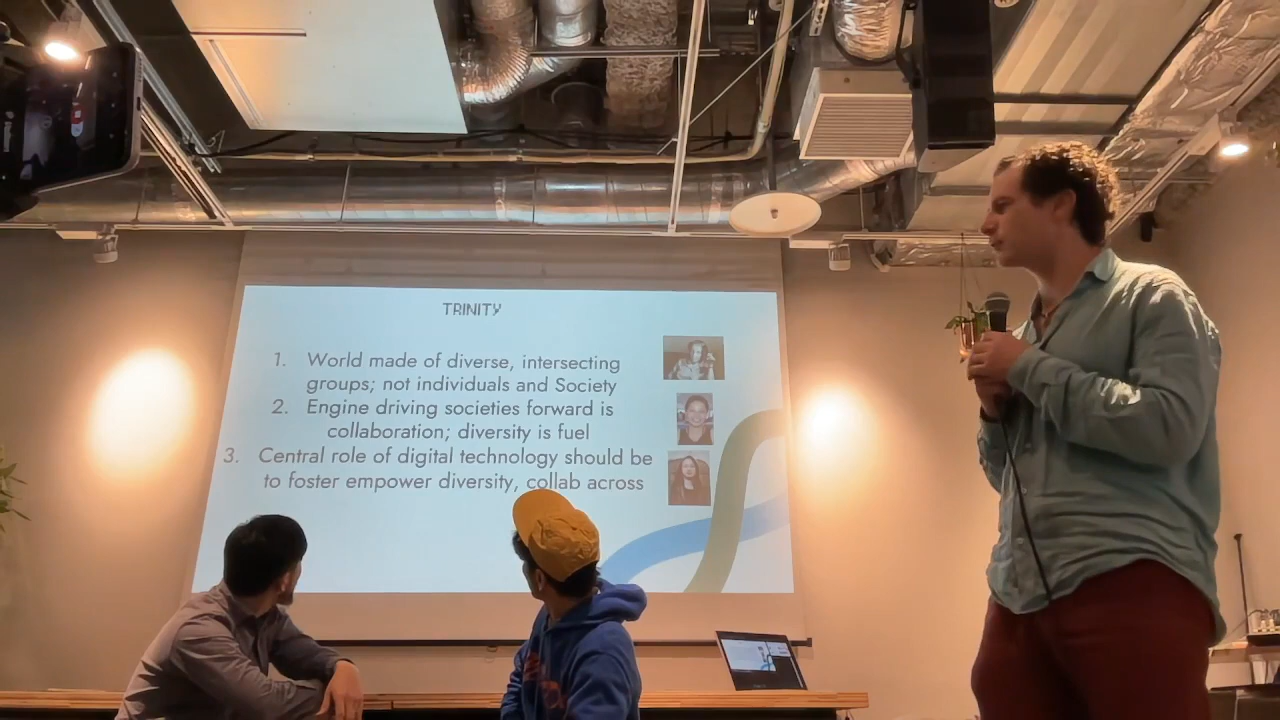 TRINITY
1. World made of diverse, intersecting
groups; not individuals and Society
2. Engine driving societies forward is
collaboration; diversity is fuel
3. Central role of digital technology should be
to foster empower diversity, collab across